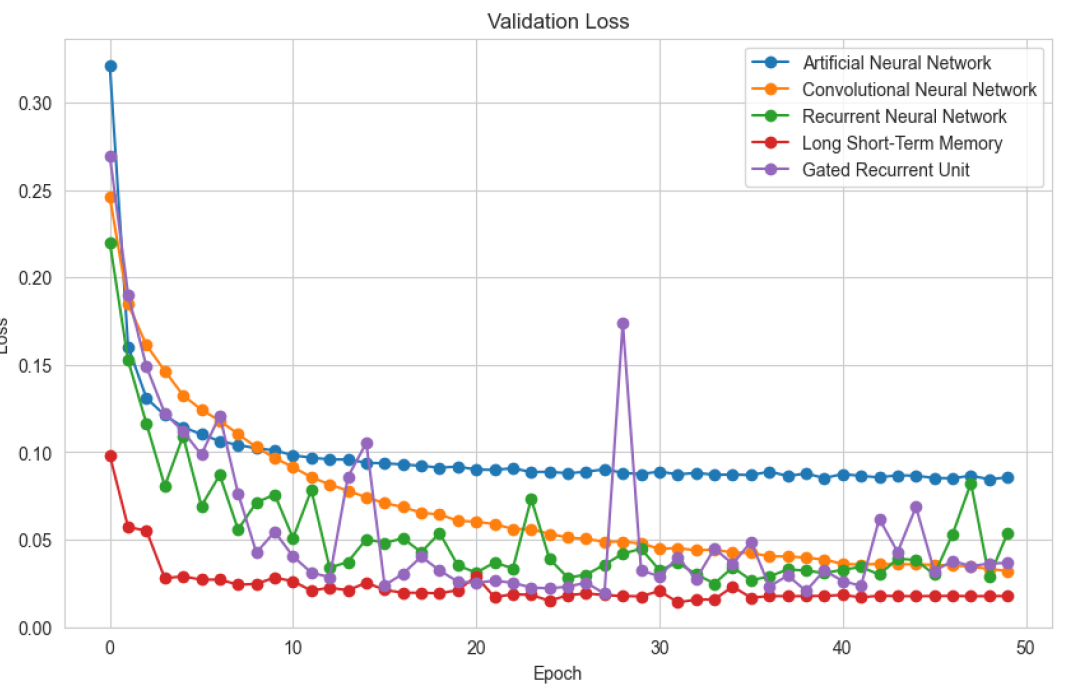 Validation Loss
Artificial Neural Network
Convolutional Neural Network
Recurrent Neural Network
Long Short-Term Memory
Gated Recurrent Unit
0.30
0.25
0.20
0.15
0.10
0.05
0.00
Loss
0 10 20 30 40 50
Epoch